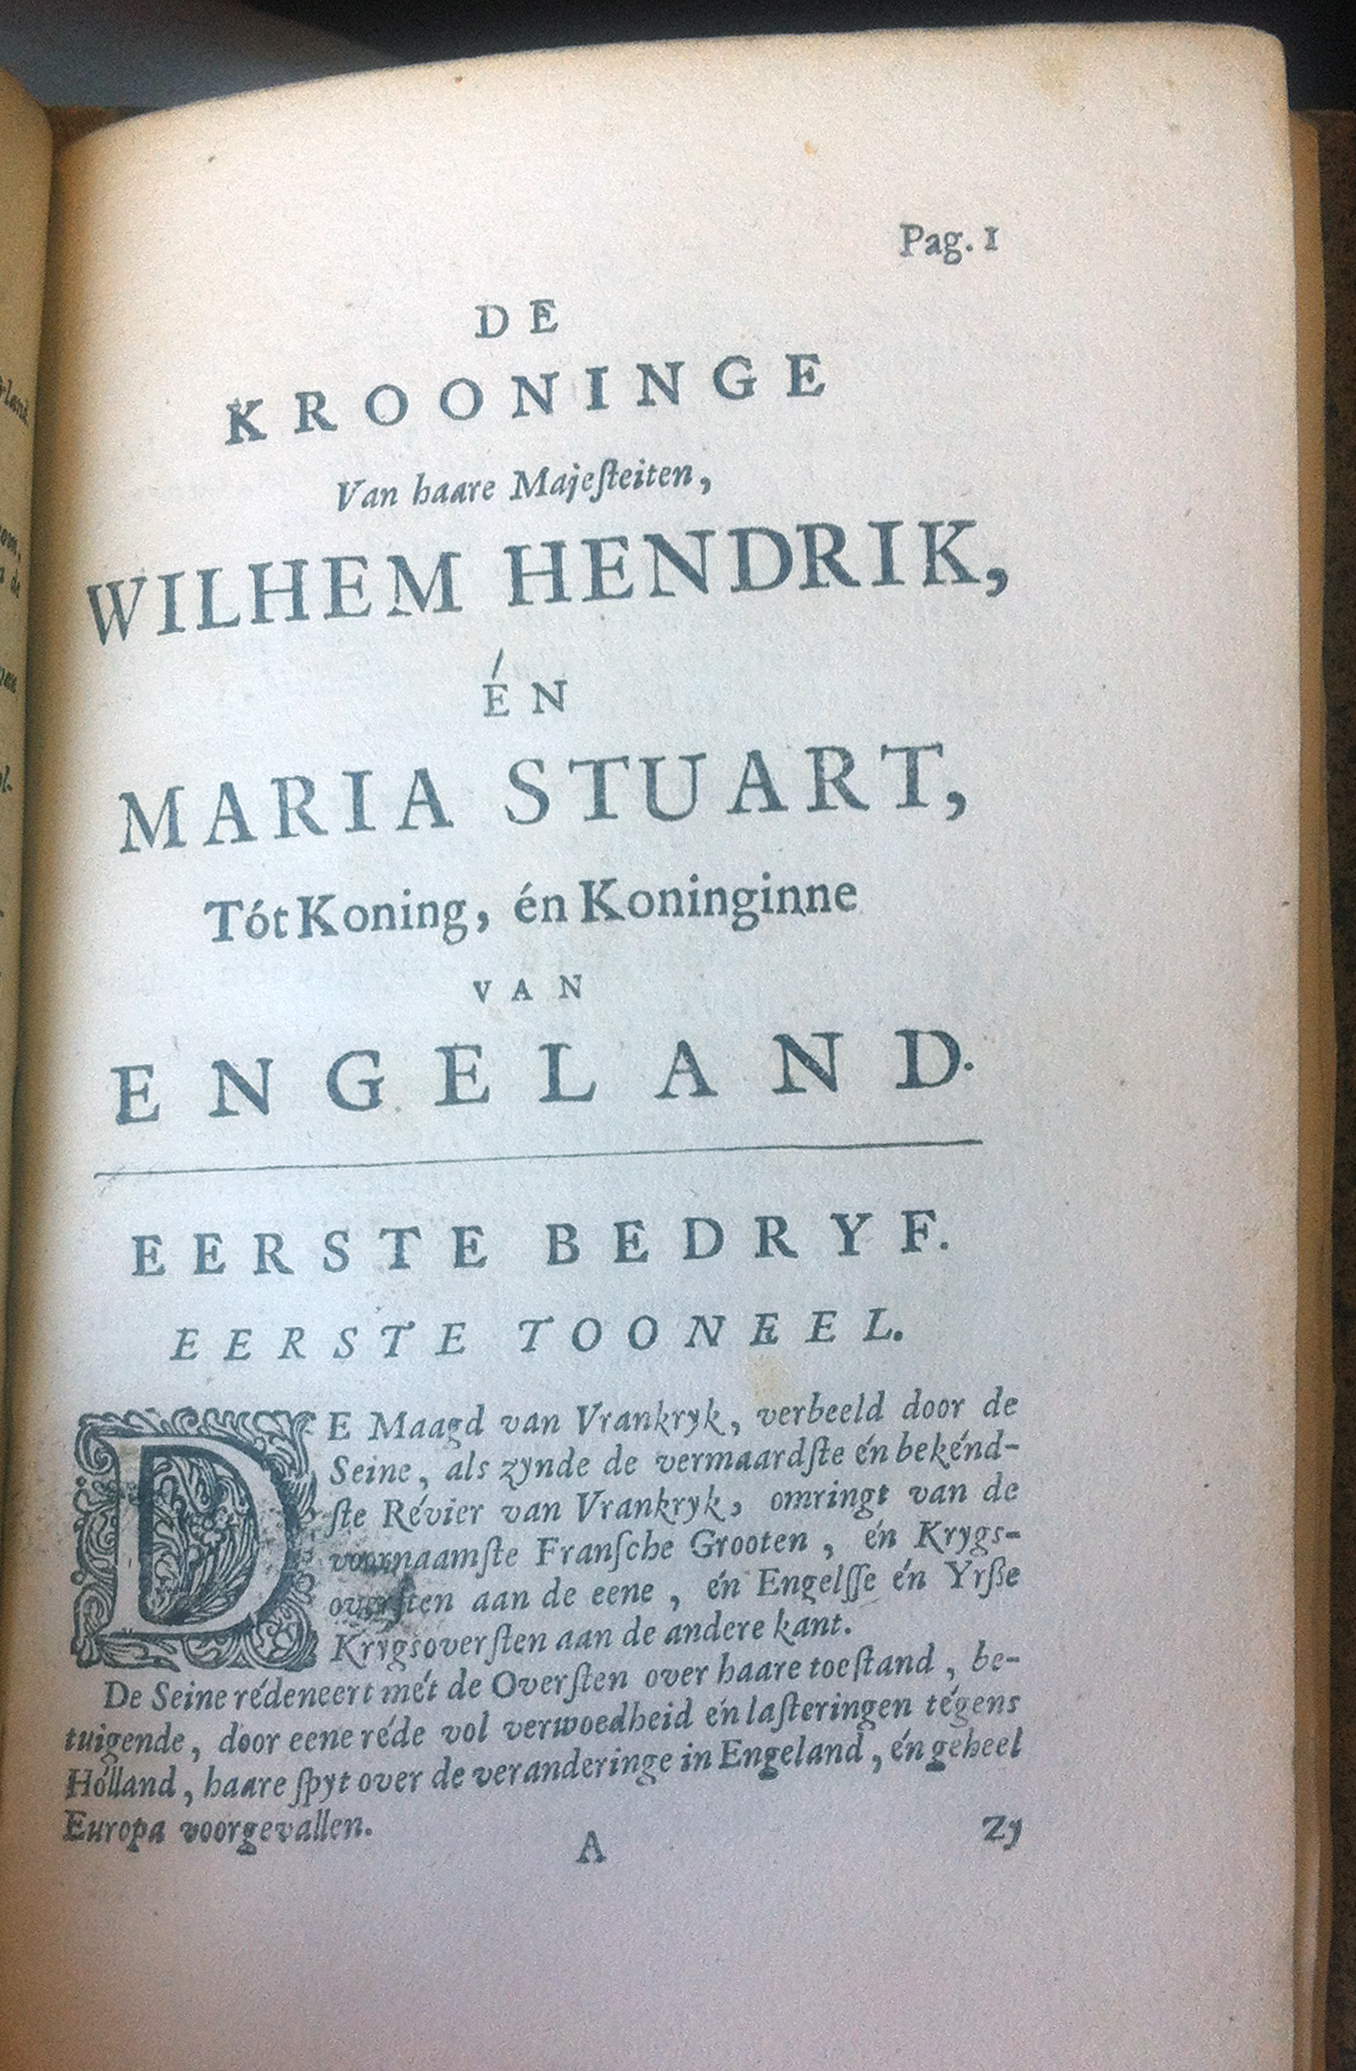 Pag. 1
DE
KROONINGE
Van haare Majeſteiten,
WILHEM HENDRIK,
ÉN
MARIA STUART,
Tót Koning, én Koninginne
VAN
ENGELAND.
EERSTE BEDRYF.
EERSTE TOONEEL.
DE Maagd van Vrankryk, verbeeld door de
Seine, als zynde de vermaardſte én bekénd-
ſte Révier van Vrankryk, omringt van de
voornaamſte Franſche Grooten, én Krygs-
overſten aan de eene, én Engelſſe én Yrſſe
Krygsoverſten aan de andere kant.
De Seine rédeneert mét de Overſten over haare toeſtand, be-
tuigende, door eene réde vol verwoedheid én laſteringen tégens
Hólland, haare ſpyt over de veranderinge in Engeland, én geheel
Europa voorgevallen.
A
Zy
land
de